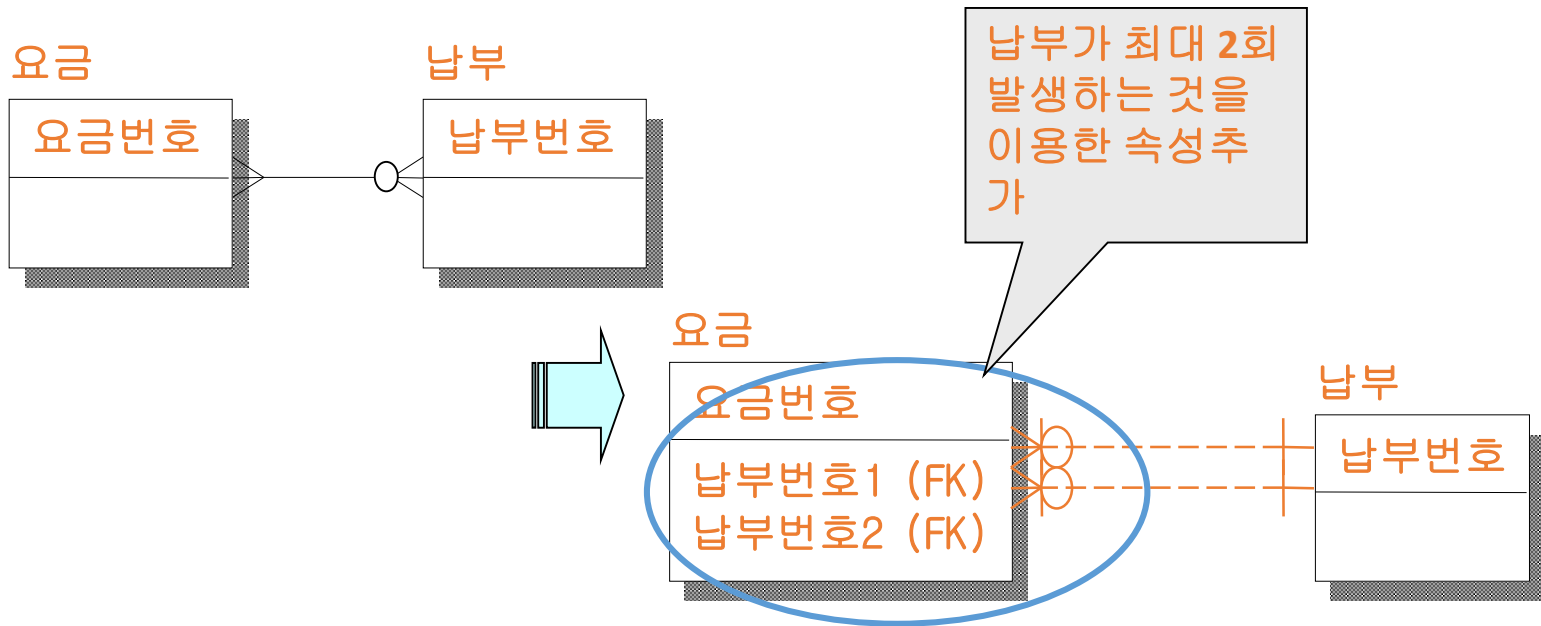 요금
요금번호
납부
납부번호
납부가 최대 2회
발생하는 것을
이용한 속성추
가
요금
요금번호
납부번호1 (FK)
납부번호2 (FK)
납부
납부번호